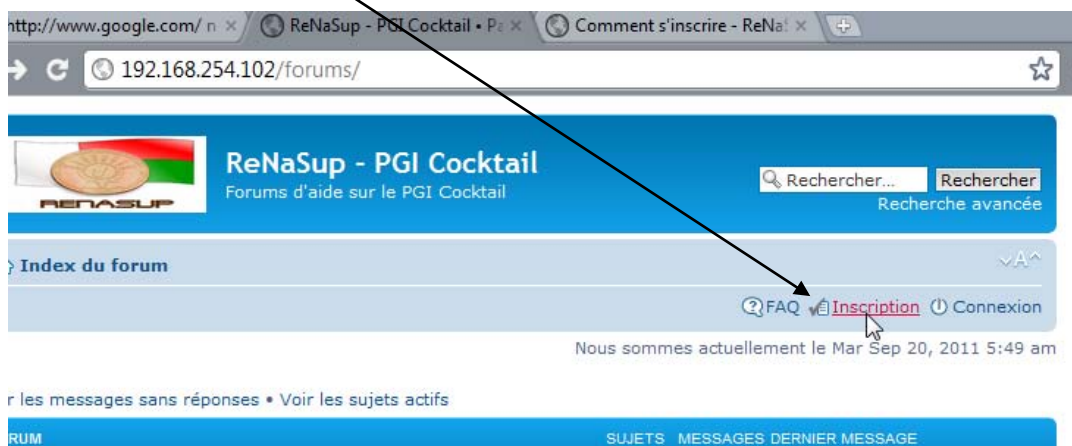 http://www.google.com/ n
ReNaSup - PGI Cocktail • Pa
Comment s'inscrire - ReNaS
192.168.254.102/forums/
RENASUP
ReNaSup - PGI Cocktail
Forums d'aide sur le PGI Cocktail
Rechercher... Rechercher
Recherche avancée
Index du forum
A
FAQ Inscription Connexion
Nous sommes actuellement le Mar Sep 20, 2011 5:49 am
r les messages sans réponses • Voir les sujets actifs
RUM SUJETS MESSAGES DERNIER MESSAGE